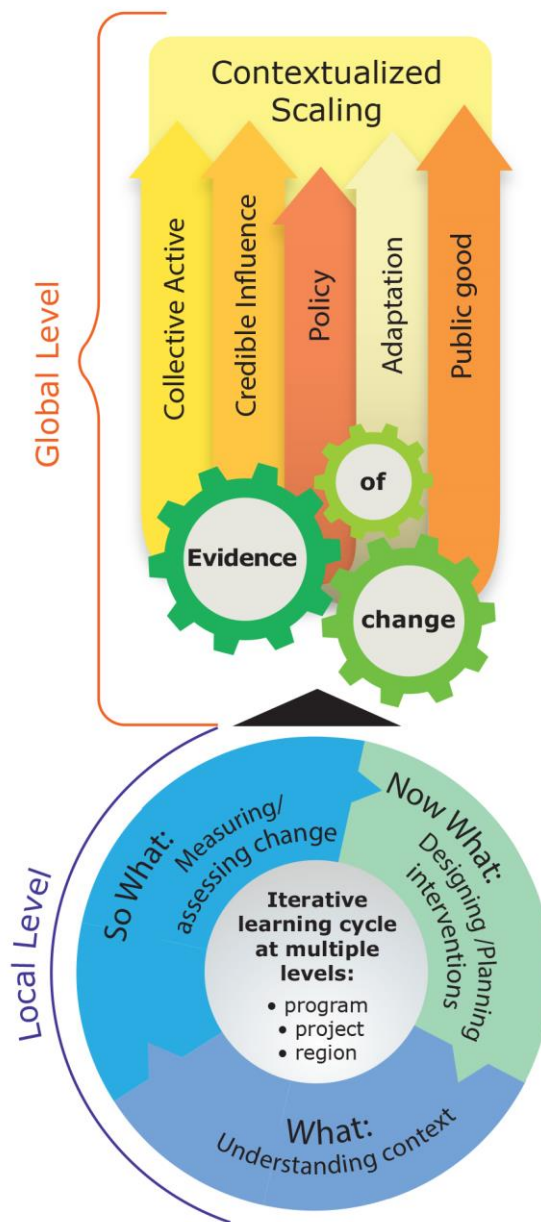 Contextualized
Scaling
Global Level
Collective Active
Credible Influence
Policy
Adaptation
Public good
Evidence
of
change
Local Level
So What:
Measuring/
assessing change
Now What:
Designing /Planning
interventions
Iterative
learning cycle
at multiple
levels:
• program
• project
• region
What:
Understanding context